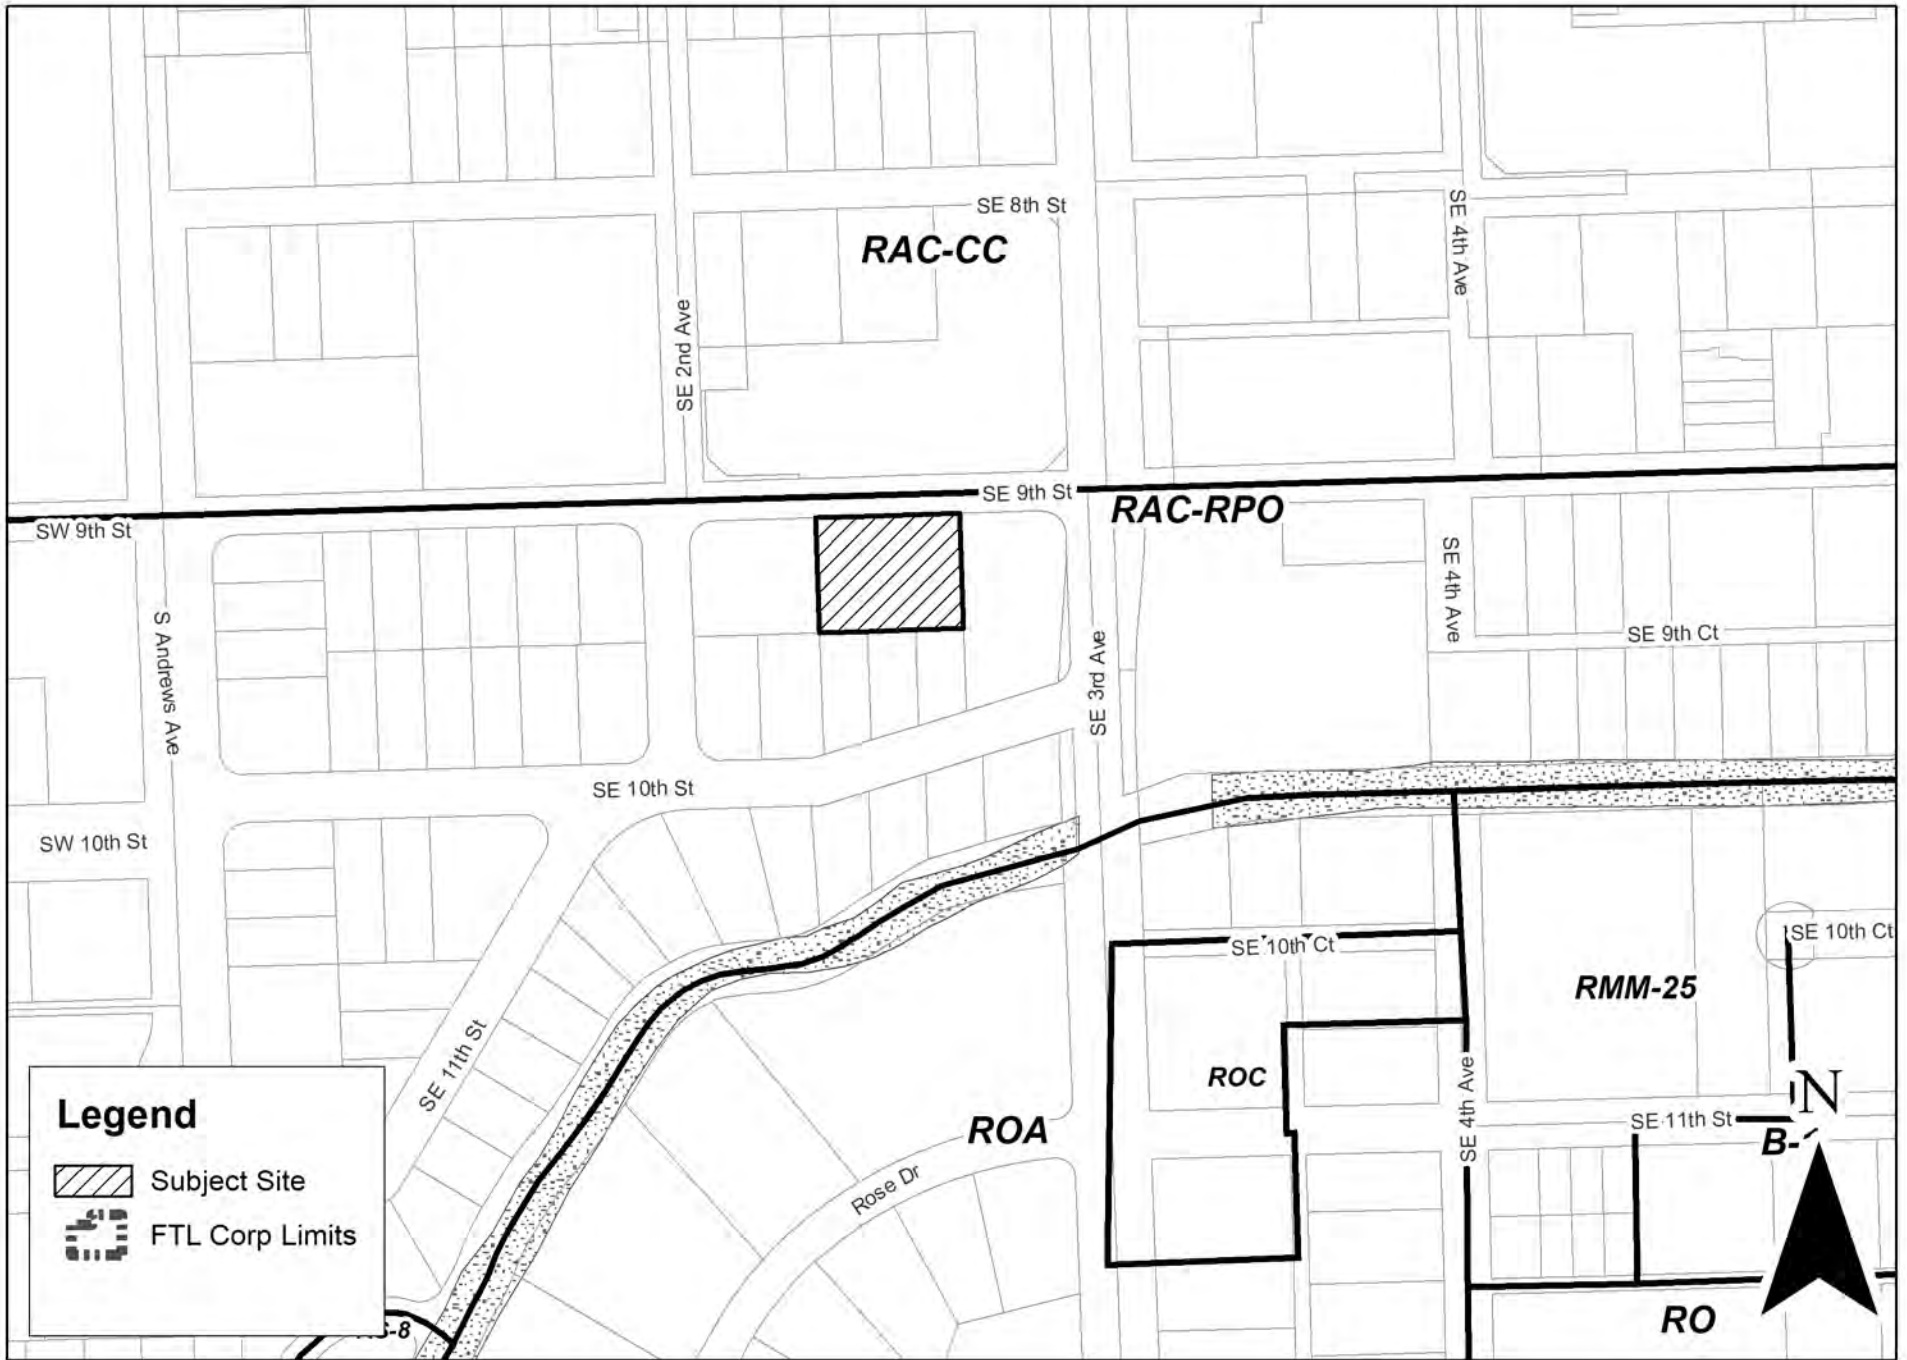 SE 8th St
RAC-CC
SE 4th Ave
SE 2nd Ave
SE 9th St
RAC-RPO
SW 9th St
SE 4th Ave
SE 9th Ct
S Andrews Ave
SE 3rd Ave
SE 10th St
SW 10th St
SE 10th Ct
SE 10th Ct
RMM-25
SE 11th St
ROC
SE 4th Ave
N
Legend
ROA
SE 11th St
B-
Subject Site
Rose Dr
FTL Corp Limits
RO
-8